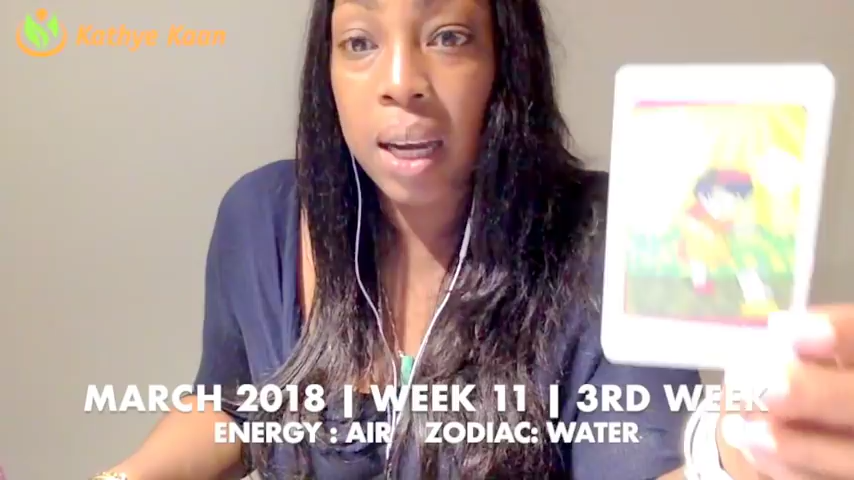 Kathye Kaan
MARCH 2018 | WEEK 11 | 3RD WEEK
ENERGY : AIR ZODIAC: WATER